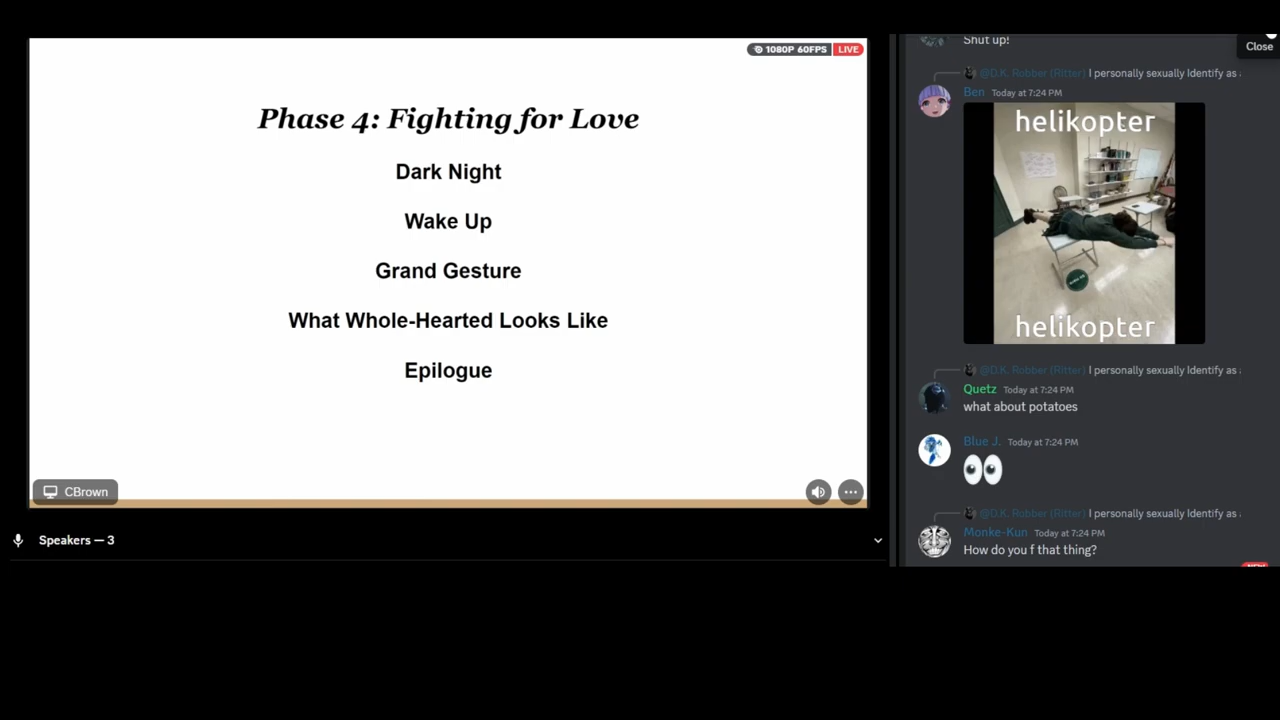 1080P 60FPS LIVE
Phase 4: Fighting for Love
Dark Night
Wake Up
Grand Gesture
What Whole-Hearted Looks Like
Epilogue
CBrown
Speakers — 3
Shut up!
Close
@D.K. Robber (Ritter) I personally sexually Identify as
Ben Today at 7:24 PM
helikopter
helikopter
@D.K. Robber (Ritter) I personally sexually Identify as
Quetz Today at 7:24 PM
what about potatoes
Blue J. Today at 7:24 PM
@D.K. Robber (Ritter) I personally sexually Identify as
Monke-Kun Today at 7:24 PM
How do you f that thing?
NEW